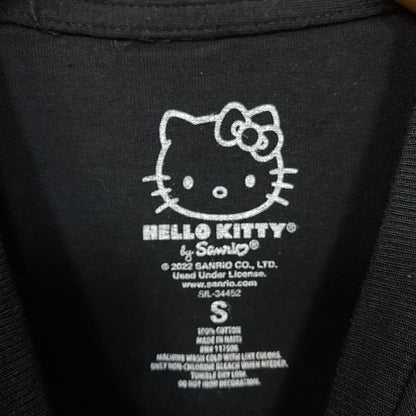 HELLO KITTY®
by Sanrio®
© 2022 SANRIO CO., LTD.
Used Under License.
www.sanrio.com
SIL-34452
S
100% COTTON
MADE IN HAITI
RN# 117508
MACHINE WASH COLD WITH LIKE COLORS.
ONLY NON-CHLORINE BLEACH WHEN NEEDED.
TUMBLE DRY LOW.
DO NOT IRON DECORATION.